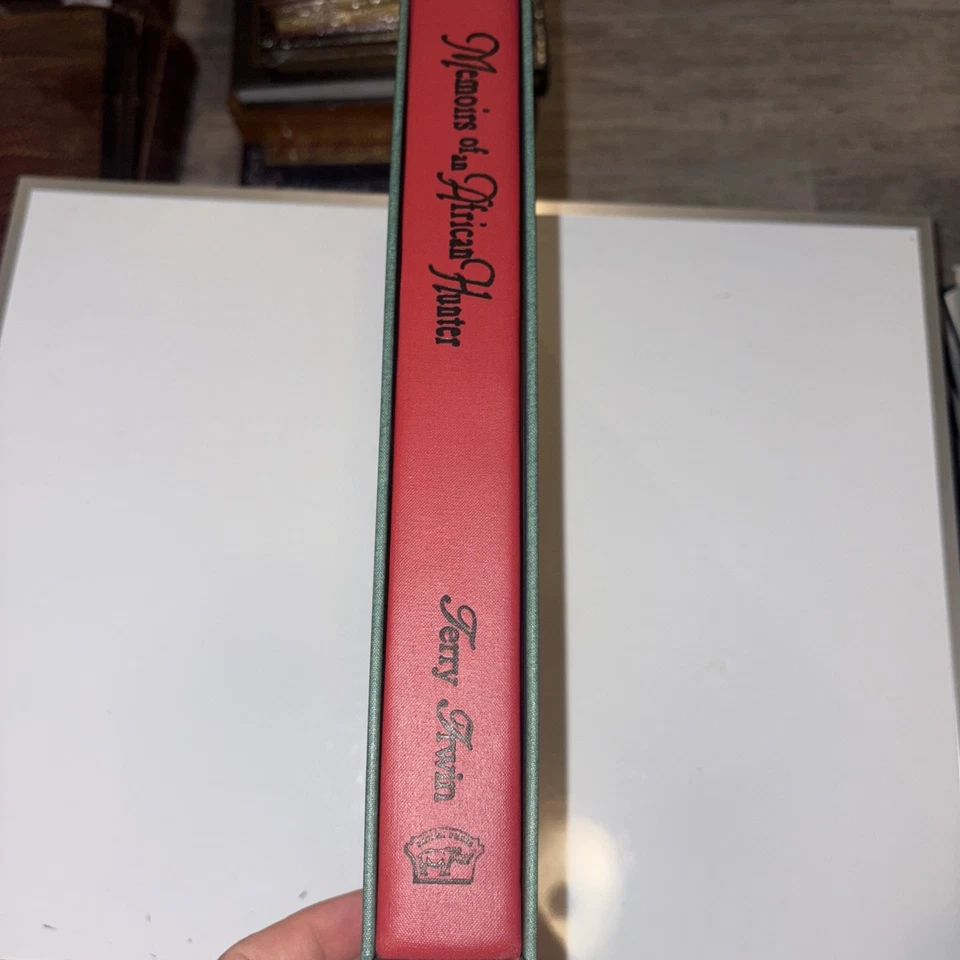 Memoirs of an African Hunter
Terry Irwin